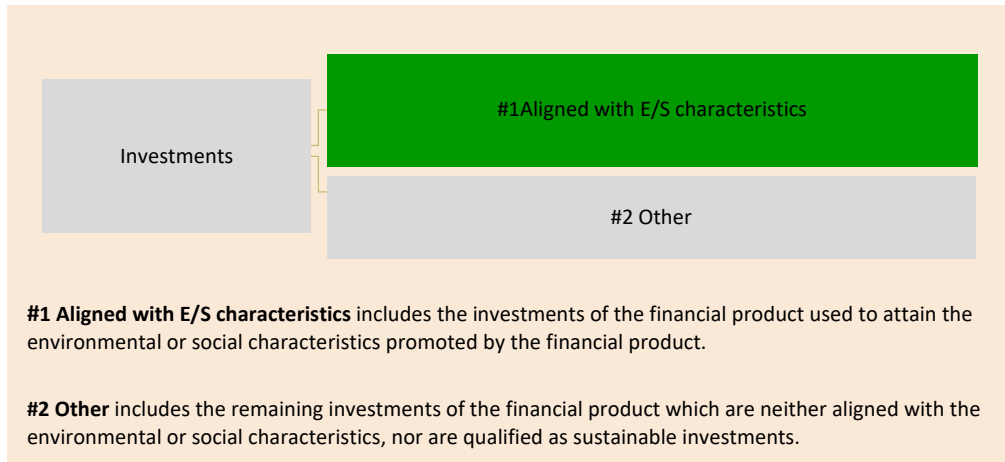 #1Aligned with E/S characteristics
Investments
#2 Other
#1 Aligned with E/S characteristics includes the investments of the financial product used to attain the
environmental or social characteristics promoted by the financial product.
#2 Other includes the remaining investments of the financial product which are neither aligned with the
environmental or social characteristics, nor are qualified as sustainable investments.